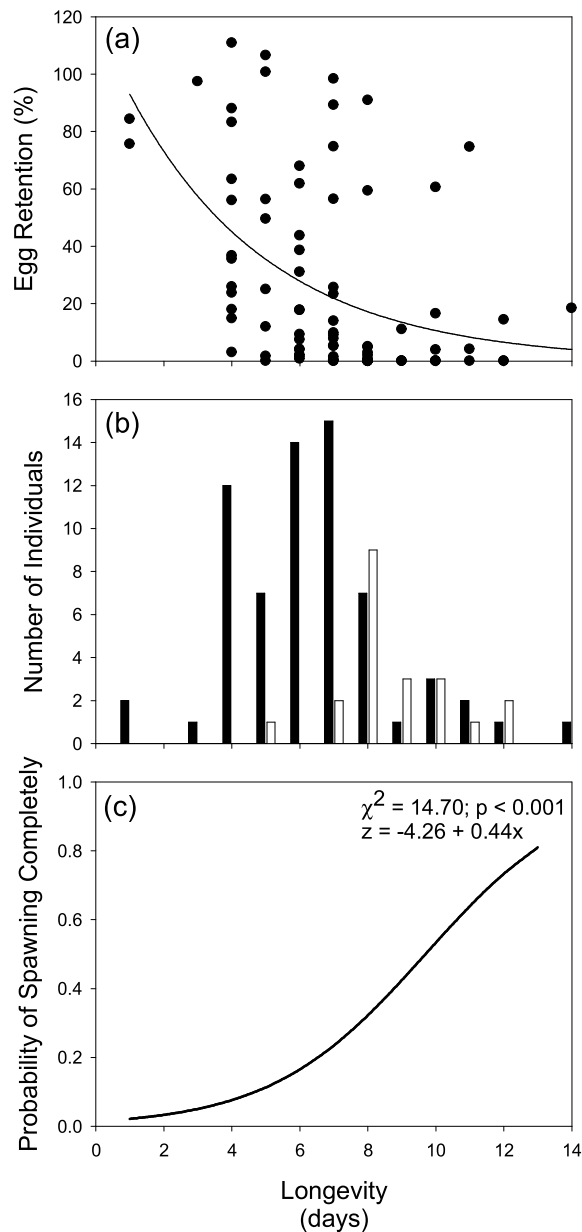 (a)
120
100
80
60
40
20
0
Egg Retention (%)
(b)
16
14
12
10
8
6
4
2
0
Number of Individuals
(c)
χ² = 14.70; p < 0.001
z = -4.26 + 0.44x
1.0
0.8
0.6
0.4
0.2
0.0
Probability of Spawning Completely
0 2 4 6 8 10 12 14
Longevity
(days)